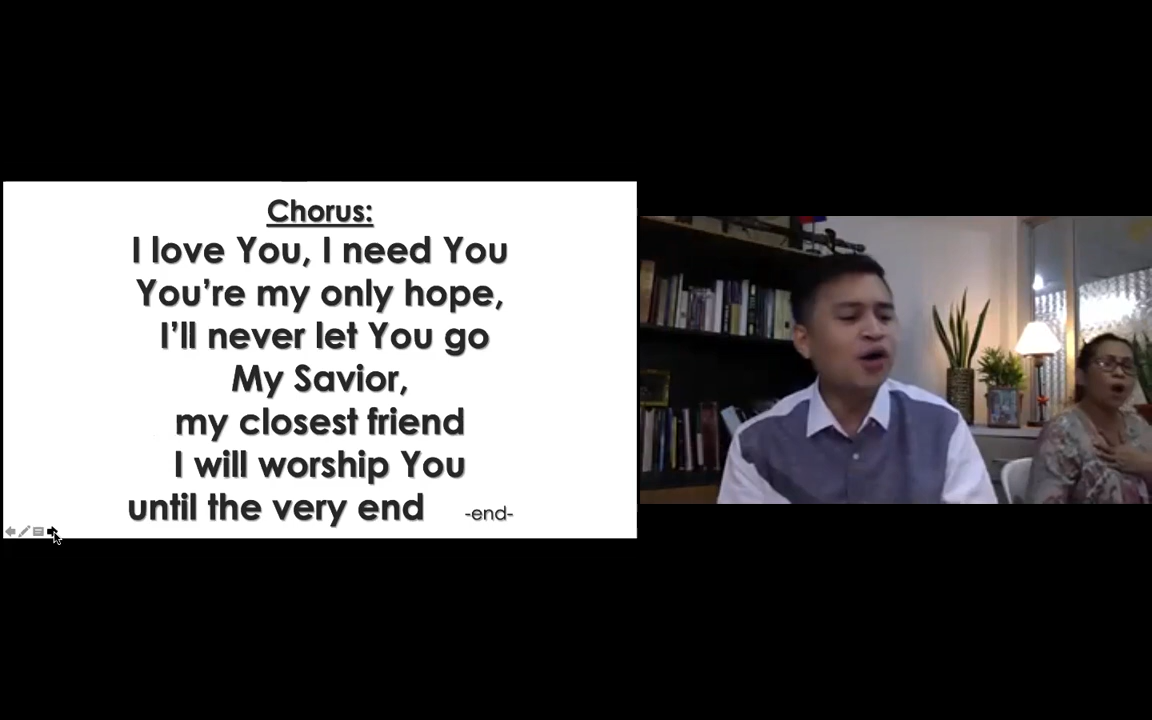 Chorus:
I love You, I need You
You’re my only hope,
I’ll never let You go
My Savior,
my closest friend
I will worship You
until the very end -end-